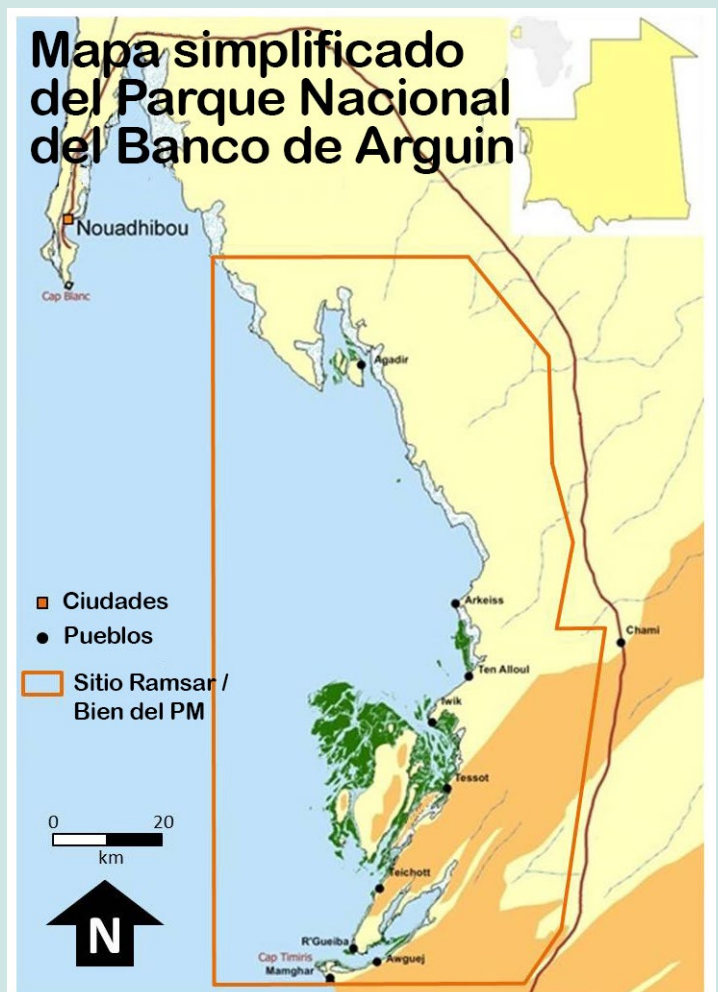 Mapa simplificado
del Parque Nacional
del Banco de Arguin
Nouadhibou
Cap Blanc
Agadir
Arkeiss
Ciudades
Pueblos
Chami
Ten Alloul
Sitio Ramsar /
Bien del PM
Iwik
Tessot
0 20
km
Teichott
N
R'Gueiba
Cap Timiris
Awguej
Mamghar